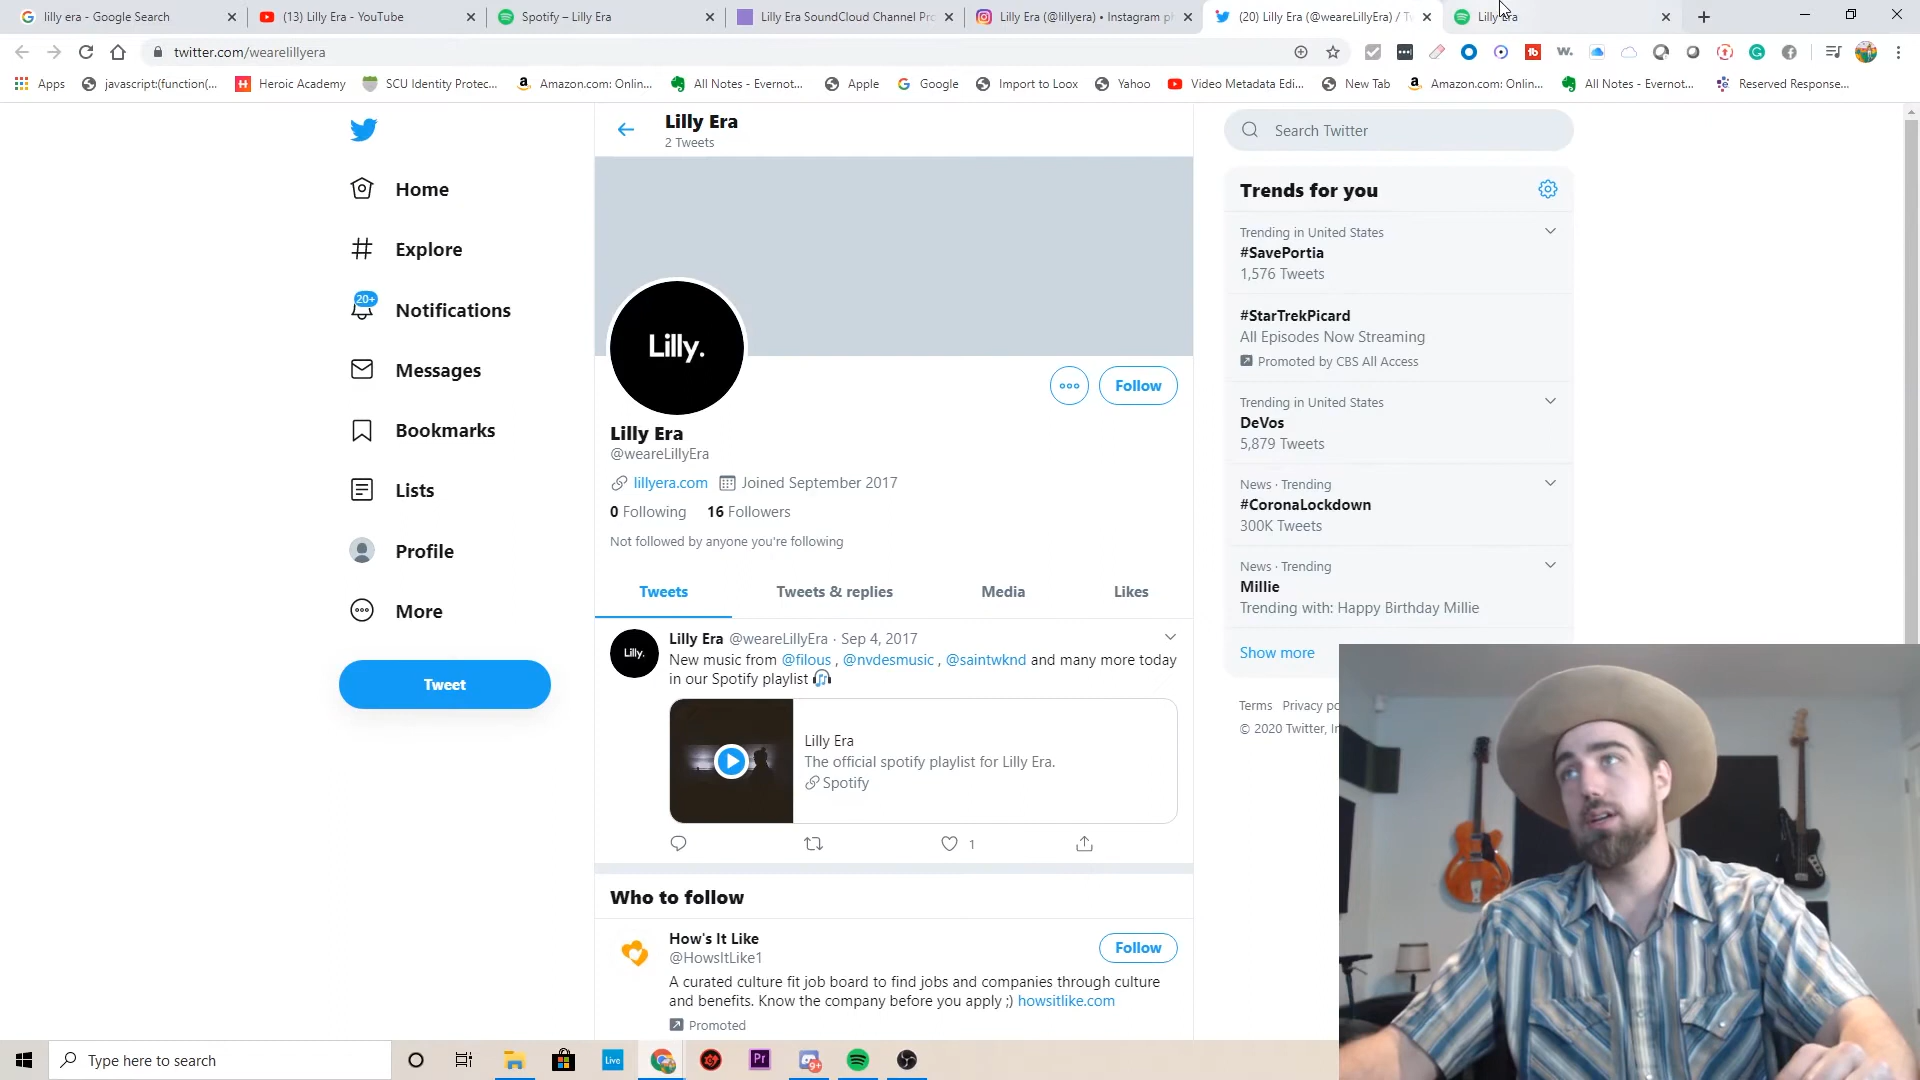 lilly era - Google Search
(13) Lilly Era - YouTube
Spotify – Lilly Era
Lilly Era SoundCloud Channel Pro
Lilly Era (@lillyera) • Instagram p
(20) Lilly Era (@weareLillyEra) / Tw
Lilly Era
twitter.com/wearelillyera
Apps
javascript:(function(...
Heroic Academy
SCU Identity Protec...
Amazon.com: Onlin...
All Notes - Evernot...
Apple
Google
Import to Loox
Yahoo
Video Metadata Edi...
New Tab
Amazon.com: Onlin...
All Notes - Evernot...
Reserved Response...
Lilly Era
2 Tweets
Search Twitter
Home
Explore
20+
Notifications
Messages
Bookmarks
Lists
Profile
More
Tweet
Lilly.
Follow
Lilly Era
@weareLillyEra
lillyera.com Joined September 2017
0 Following 16 Followers
Not followed by anyone you're following
Tweets
Tweets & replies
Media
Likes
Lilly.
Lilly Era @weareLillyEra · Sep 4, 2017
New music from @filous , @nvdesmusic , @saintwknd and many more today
in our Spotify playlist
Lilly Era
The official spotify playlist for Lilly Era.
Spotify
1
Who to follow
How's It Like
@HowsItLike1
Follow
A curated culture fit job board to find jobs and companies through culture
and benefits. Know the company before you apply ;) howsitlike.com
Promoted
Trends for you
Trending in United States
#SavePortia
1,576 Tweets
#StarTrekPicard
All Episodes Now Streaming
Promoted by CBS All Access
Trending in United States
DeVos
5,879 Tweets
News · Trending
#CoronaLockdown
300K Tweets
News · Trending
Millie
Trending with: Happy Birthday Millie
Show more
Terms Privacy po
© 2020 Twitter, In
Type here to search
Live
Pr
9+